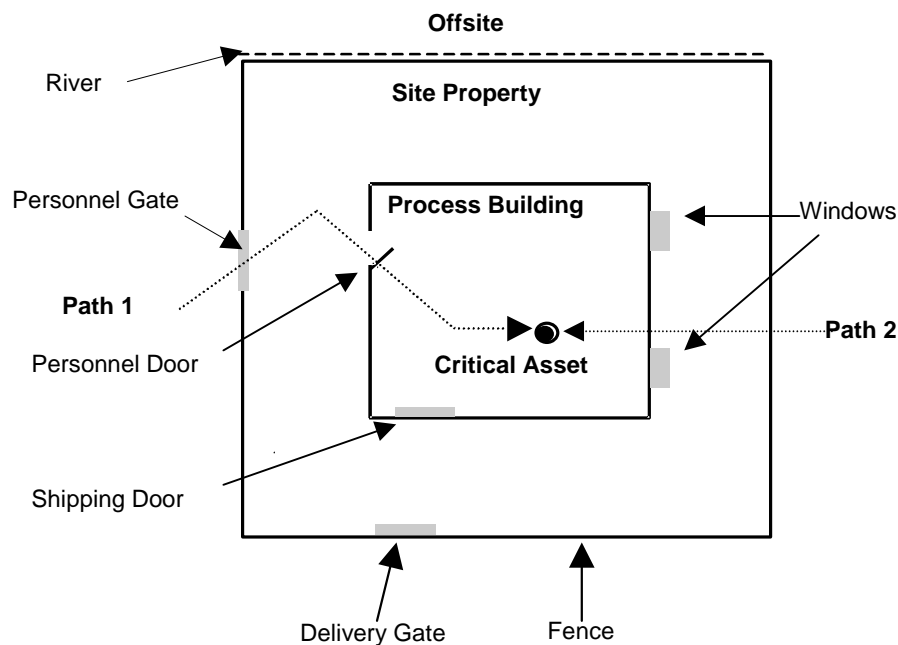 Offsite
River
Site Property
Personnel Gate
Process Building
Windows
Path 1
Path 2
Personnel Door
Critical Asset
Shipping Door
Delivery Gate
Fence